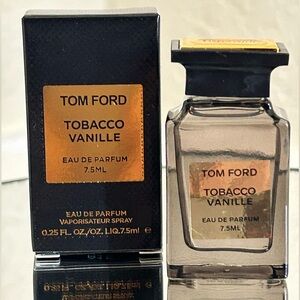 TOM FORD
TOBACCO
VANILLE
EAU DE PARFUM
7.5ML
EAU DE PARFUM
VAPORISATEUR SPRAY
0.25 FL. OZ./OZ. LIQ.7.5ml ℮
TOM FORD
TOBACCO
VANILLE
EAU DE PARFUM
7.5ML